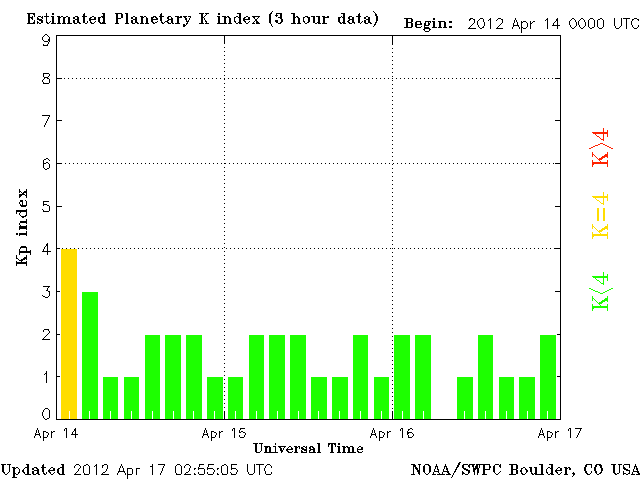 Estimated Planetary K index (3 hour data) Begin: 2012 Apr 14 0000 UTC
9
8
7
6
5
4
3
2
1
0
Kp index
K>4
K=4
K<4
Apr 14 Apr 15 Apr 16 Apr 17
Universal Time
Updated 2012 Apr 17 02:55:05 UTC NOAA/SWPC Boulder, CO USA